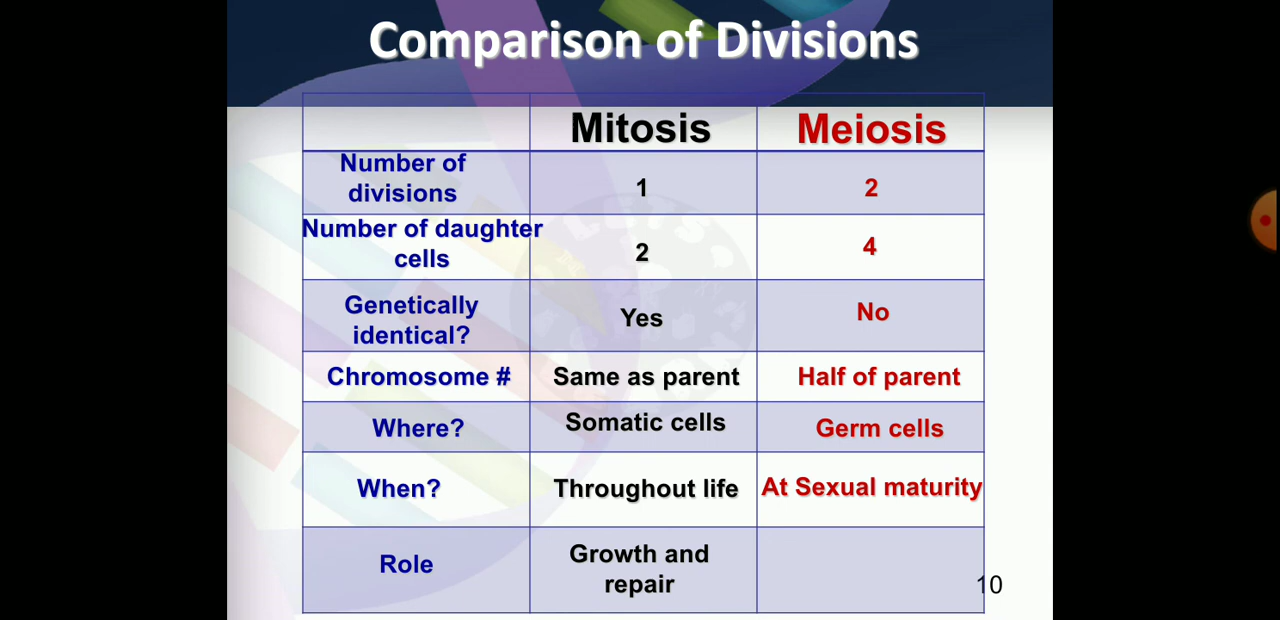 Comparison of Divisions
Mitosis Meiosis
Number of
divisions
1
2
Number of daughter
cells
2
4
Genetically
identical?
Yes
No
Chromosome # Same as parent Half of parent
Where? Somatic cells Germ cells
When? Throughout life At Sexual maturity
Role
Growth and
repair
10